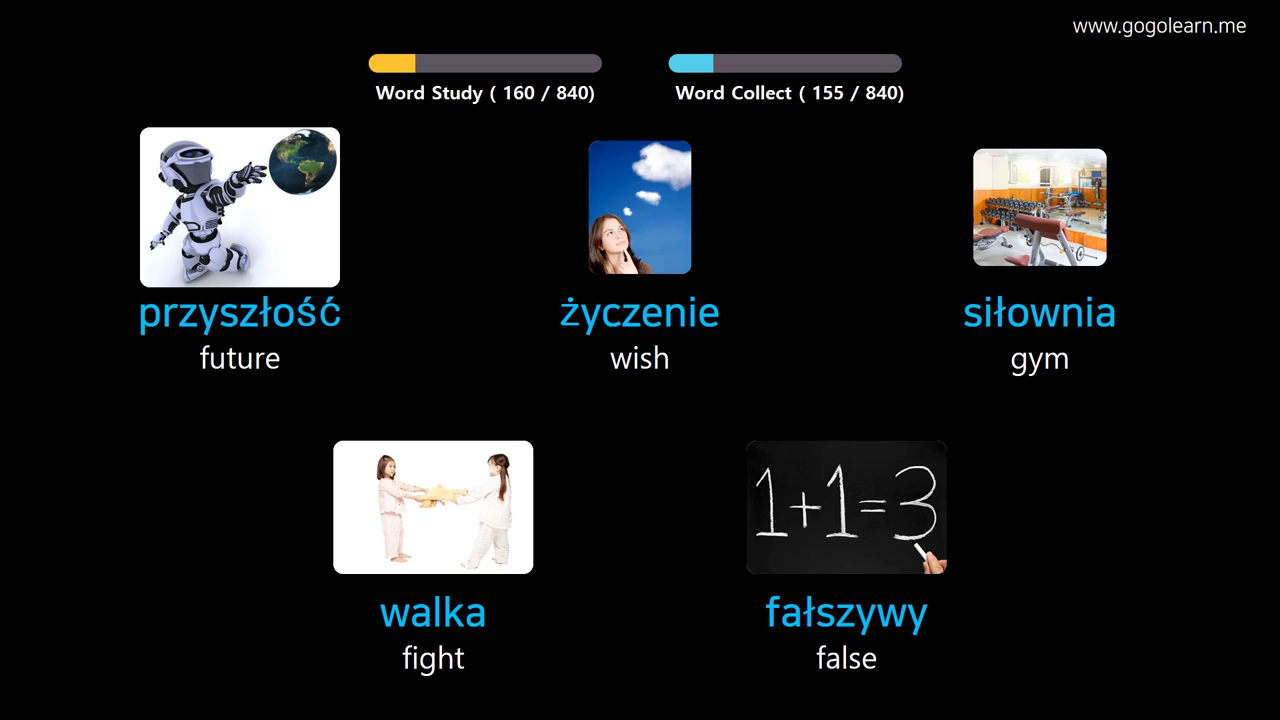 www.gogolearn.me
Word Study ( 160 / 840)
Word Collect ( 155 / 840)
przyszłość
future
życzenie
wish
siłownia
gym
walka
fight
1+1=3
fałszywy
false